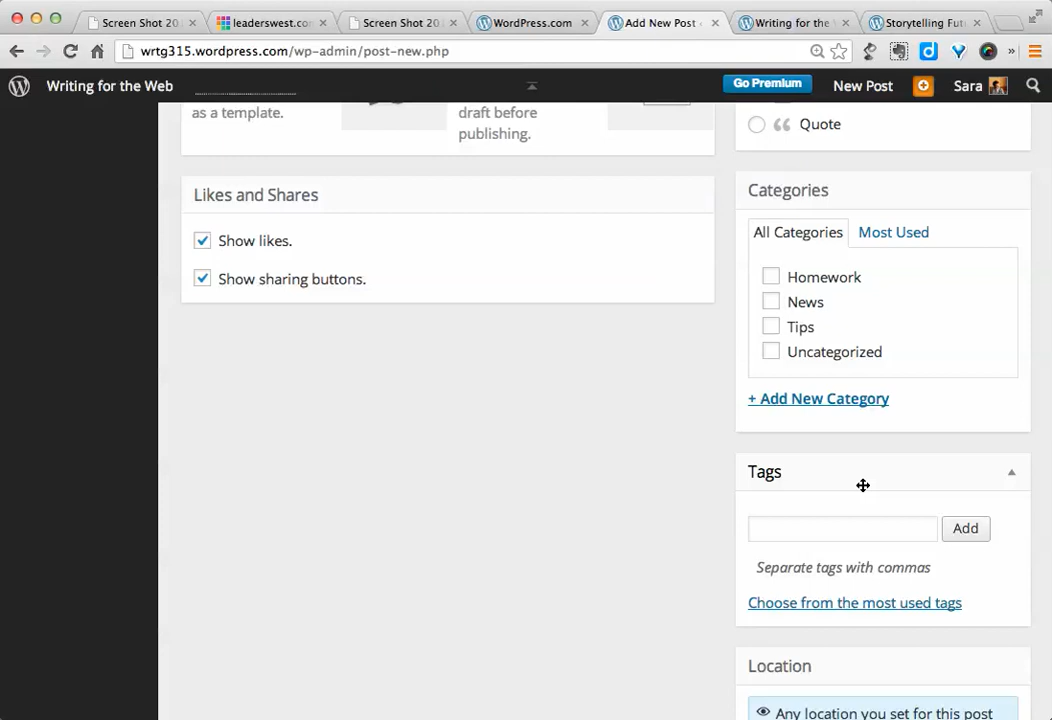 Screen Shot 20
leaderswest.com
Screen Shot 20
WordPress.com
Add New Post
Writing for the
Storytelling Fut
wrtg315.wordpress.com/wp-admin/post-new.php
Writing for the Web
Go Premium
New Post
Sara
as a template.
draft before
publishing.
Quote
Likes and Shares
Show likes.
Show sharing buttons.
Categories
All Categories
Most Used
Homework
News
Tips
Uncategorized
+ Add New Category
Tags
Add
Separate tags with commas
Choose from the most used tags
Location
Any location you set for this post